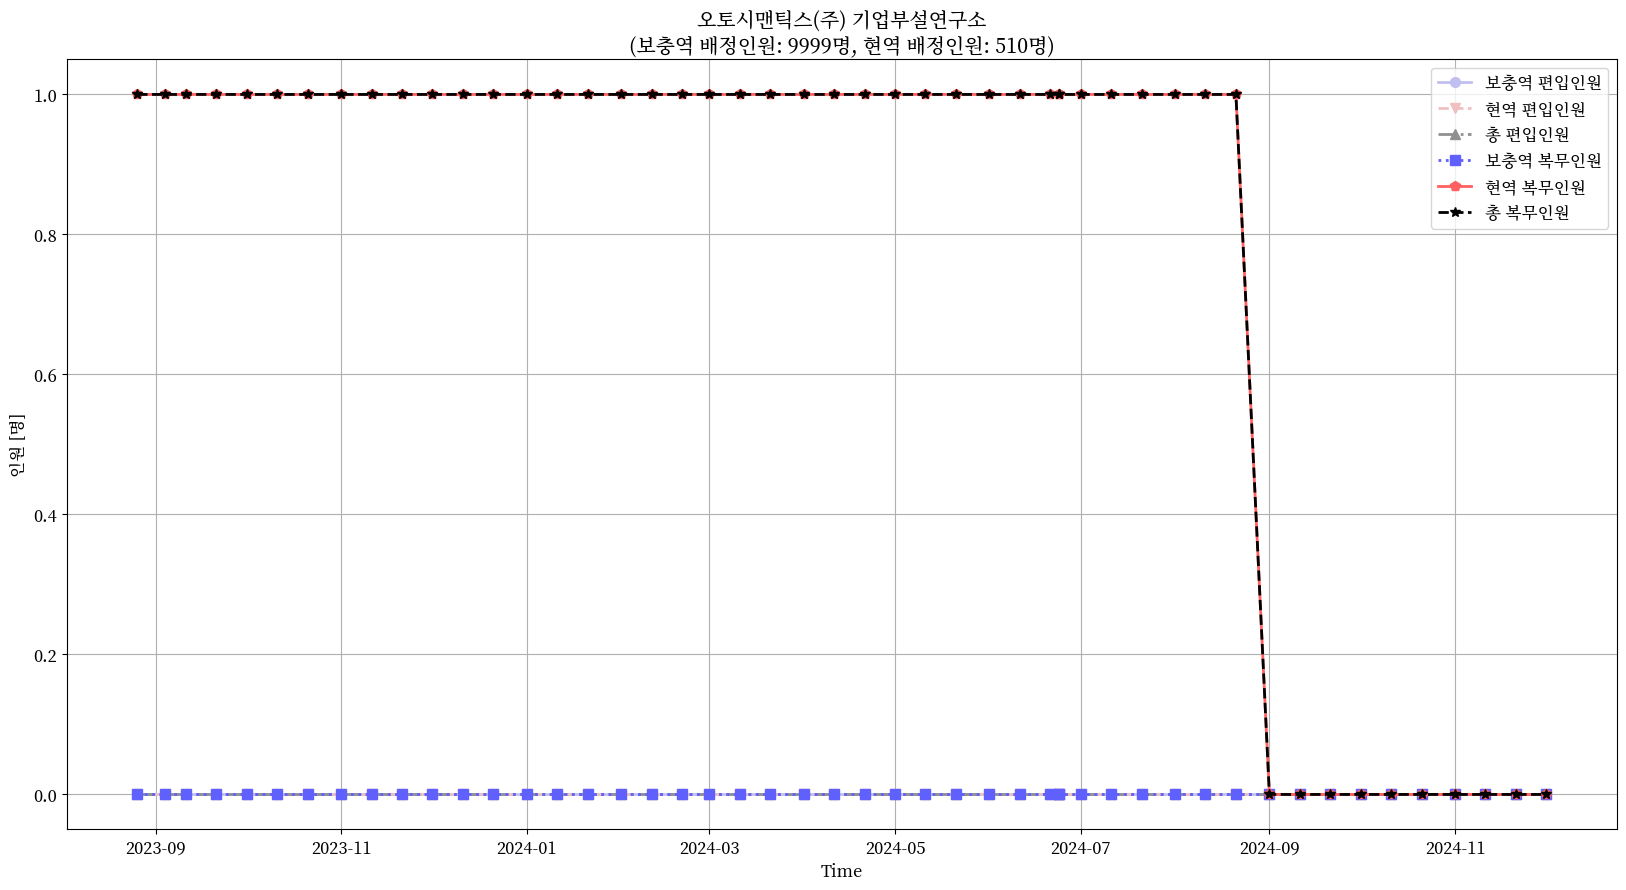 오토시맨틱스(주) 기업부설연구소
(보충역 배정인원: 9999명, 현역 배정인원: 510명)
보충역 편입인원
현역 편입인원
총 편입인원
보충역 복무인원
현역 복무인원
총 복무인원
인원 [명]
1.0
0.8
0.6
0.4
0.2
0.0
2023-09
2023-11
2024-01
2024-03
2024-05
2024-07
2024-09
2024-11
Time